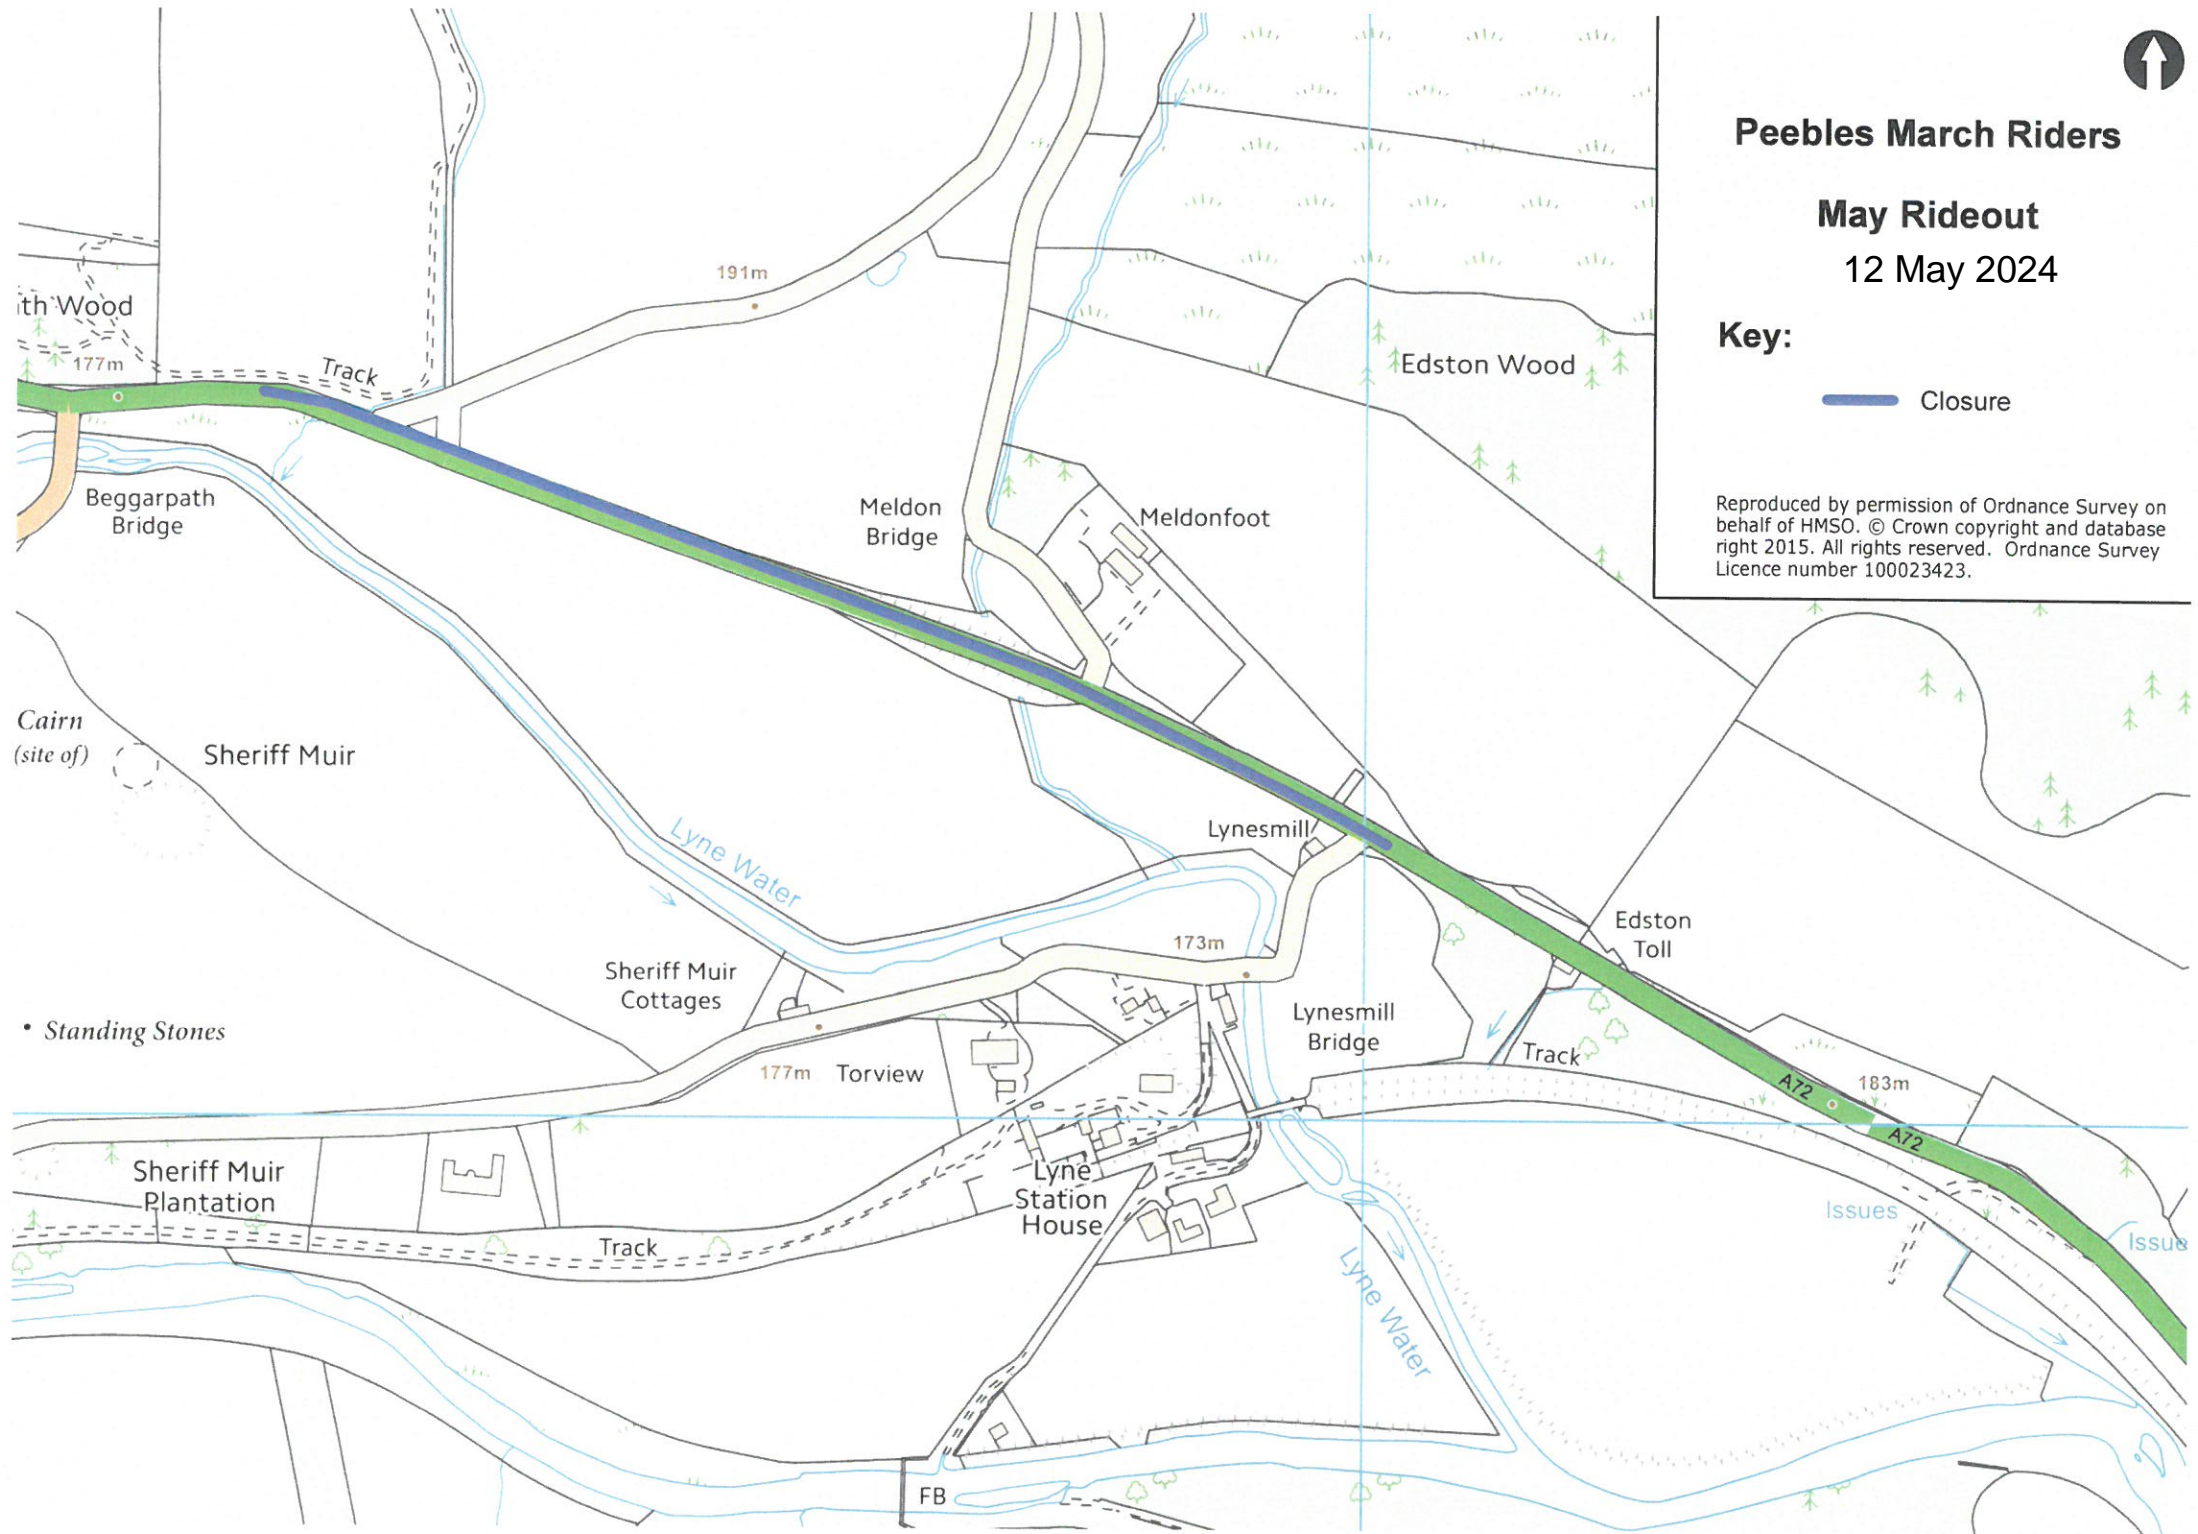 Peebles March Riders
May Rideout
12 May 2024
Key:
Closure
Reproduced by permission of Ordnance Survey on
behalf of HMSO. © Crown copyright and database
right 2015. All rights reserved. Ordnance Survey
Licence number 100023423.
191m
th Wood
177m
Track
Edston Wood
Beggarpath
Bridge
Meldon
Bridge
Meldonfoot
Cairn
(site of)
Sheriff Muir
Lyne Water
Lynesmill
Edston
Toll
173m
Sheriff Muir
Cottages
Standing Stones
177m
Torview
Lynesmill
Bridge
Track
A72
183m
A72
Sheriff Muir
Plantation
Lyne
Station
House
Issues
Issue
Track
Lyne Water
FB